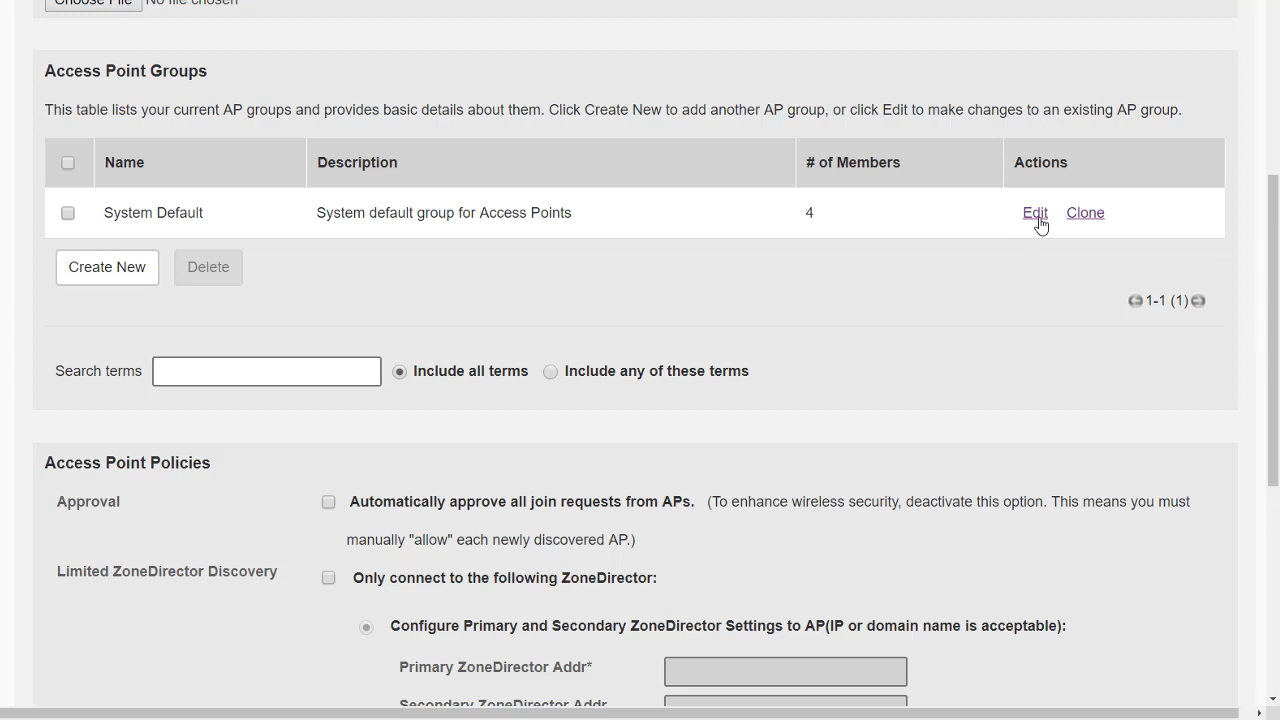 Choose File No file chosen
Access Point Groups
This table lists your current AP groups and provides basic details about them. Click Create New to add another AP group, or click Edit to make changes to an existing AP group.
Name Description # of Members Actions
System Default System default group for Access Points 4 Edit Clone
Create New Delete
1-1 (1)
Search terms Include all terms Include any of these terms
Access Point Policies
Approval Automatically approve all join requests from APs. (To enhance wireless security, deactivate this option. This means you must
manually "allow" each newly discovered AP.)
Limited ZoneDirector Discovery Only connect to the following ZoneDirector:
Configure Primary and Secondary ZoneDirector Settings to AP(IP or domain name is acceptable):
Primary ZoneDirector Addr*
Secondary ZoneDirector Addr